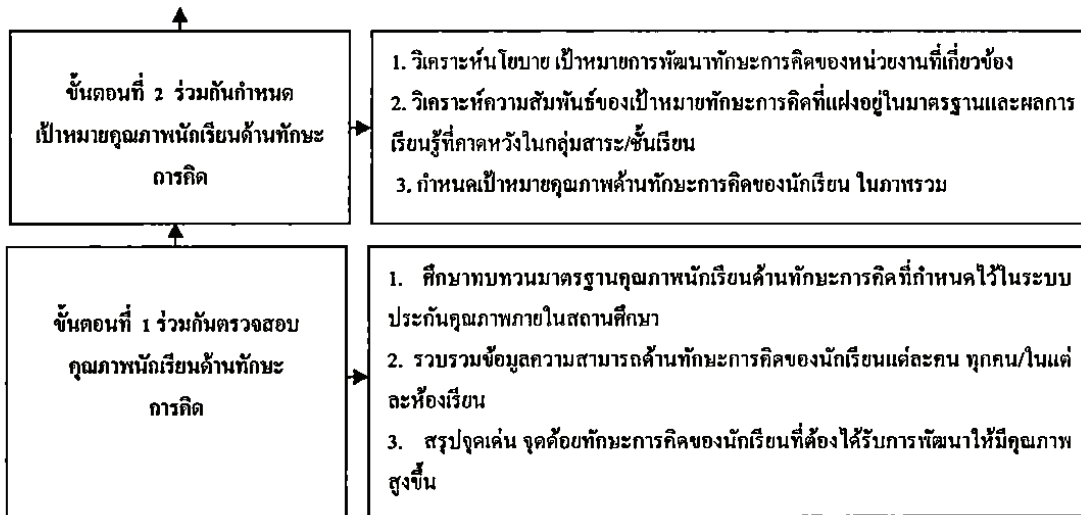 ขั้นตอนที่ 2 ร่วมกันกำหนด
เป้าหมายคุณภาพนักเรียนด้านทักษะ
การคิด
1. วิเคราะห์นโยบาย เป้าหมายการพัฒนาทักษะการคิดของหน่วยงานที่เกี่ยวข้อง
2. วิเคราะห์ความสัมพันธ์ของเป้าหมายทักษะการคิดที่แฝงอยู่ในมาตรฐานและผลการ
เรียนรู้ที่คาดหวังในกลุ่มสาระ/ชั้นเรียน
3. กำหนดเป้าหมายคุณภาพด้านทักษะการคิดของนักเรียน ในภาพรวม
ขั้นตอนที่ 1 ร่วมกันตรวจสอบ
คุณภาพนักเรียนด้านทักษะ
การคิด
1. ศึกษาทบทวนมาตรฐานคุณภาพนักเรียนด้านทักษะการคิดที่กำหนดไว้ในระบบ
ประกันคุณภาพภายในสถานศึกษา
2. รวบรวมข้อมูลความสามารถด้านทักษะการคิดของนักเรียนแต่ละคน ทุกคน/ในแต่
ละห้องเรียน
3. สรุปจุดเด่น จุดด้อยทักษะการคิดของนักเรียนที่ต้องได้รับการพัฒนาให้มีคุณภาพ
สูงขึ้น